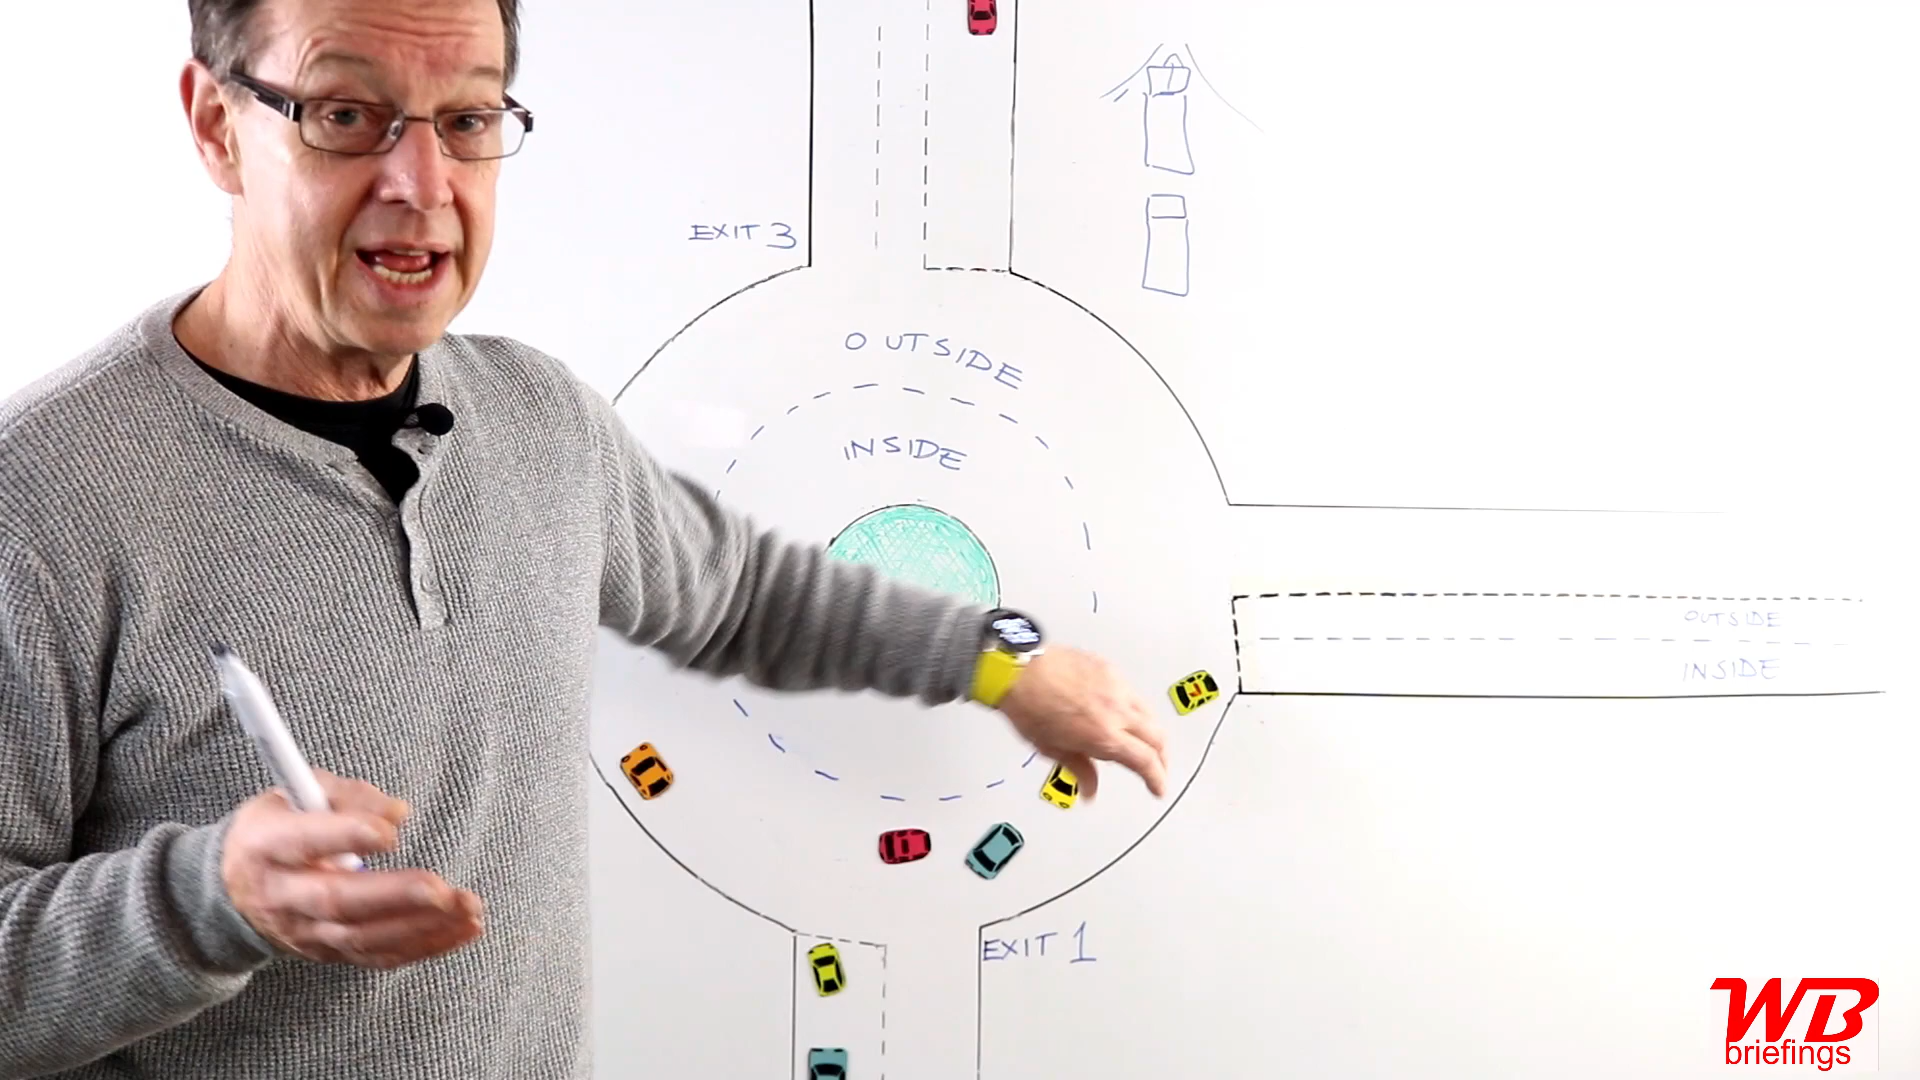 EXIT 3
OUTSIDE
INSIDE
OUTSIDE
INSIDE
EXIT 1
WB
briefings